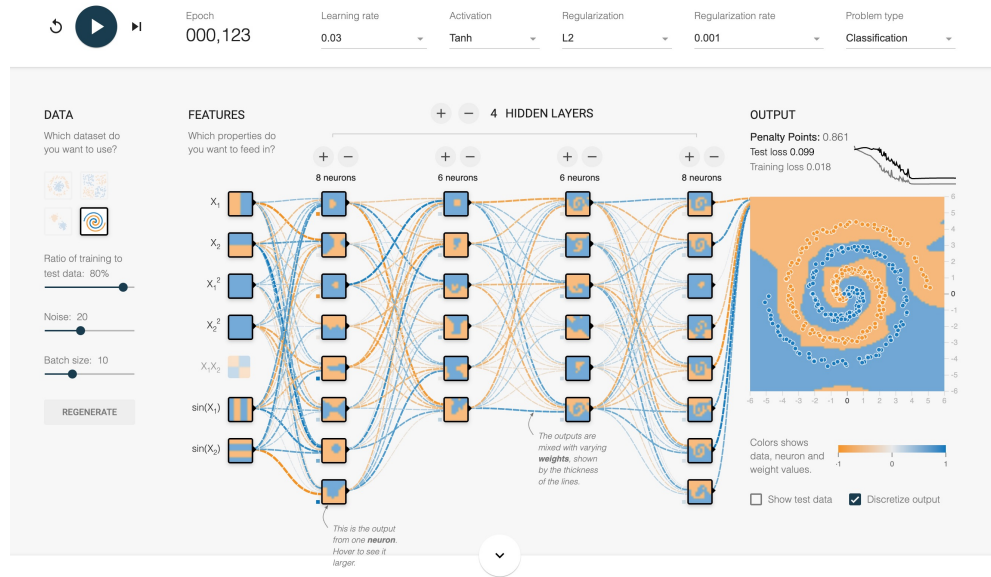 Epoch
000,123
Learning rate
0.03
Activation
Tanh
Regularization
L2
Regularization rate
0.001
Problem type
Classification
DATA
Which dataset do
you want to use?
Ratio of training to
test data: 80%
Noise: 20
Batch size: 10
REGENERATE
FEATURES
Which properties do
you want to feed in?
X₁
X₂
X₁²
X₂²
X₁X₂
sin(X₁)
sin(X₂)
+ − 4 HIDDEN LAYERS
+ −
8 neurons
+ −
6 neurons
+ −
6 neurons
+ −
8 neurons
The outputs are
mixed with varying
weights, shown
by the thickness
of the lines.
This is the output
from one neuron.
Hover to see it
larger.
OUTPUT
Penalty Points: 0.861
Test loss 0.099
Training loss 0.018
6
5
4
3
2
1
0
-1
-2
-3
-4
-5
-6
-6 -5 -4 -3 -2 -1 0 1 2 3 4 5 6
Colors shows
data, neuron and
weight values.
-1 0 1
Show test data
Discretize output